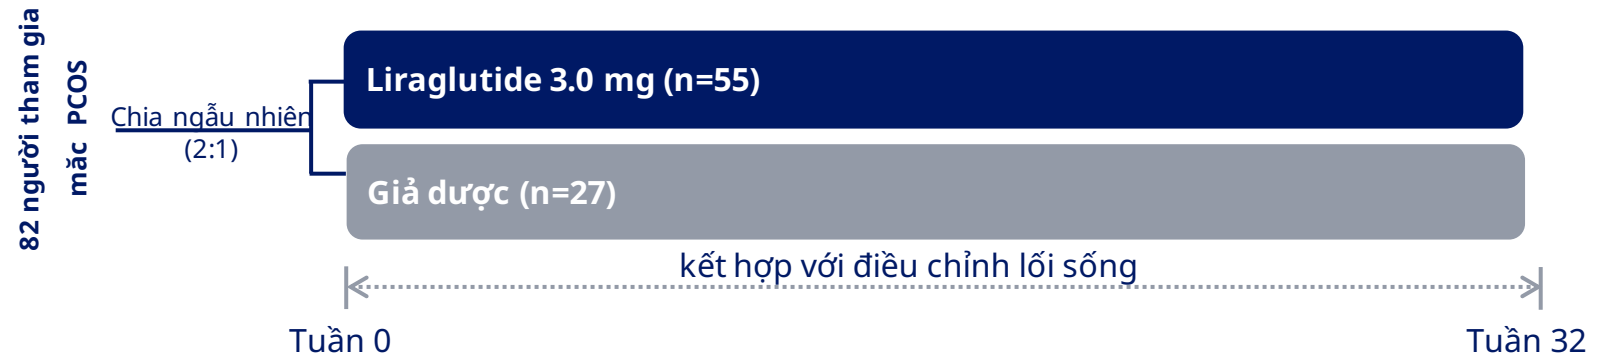 82 người tham gia
mắc PCOS
Chia ngẫu nhiên
(2:1)
Liraglutide 3.0 mg (n=55)
Giả dược (n=27)
kết hợp với điều chỉnh lối sống
Tuần 0
Tuần 32